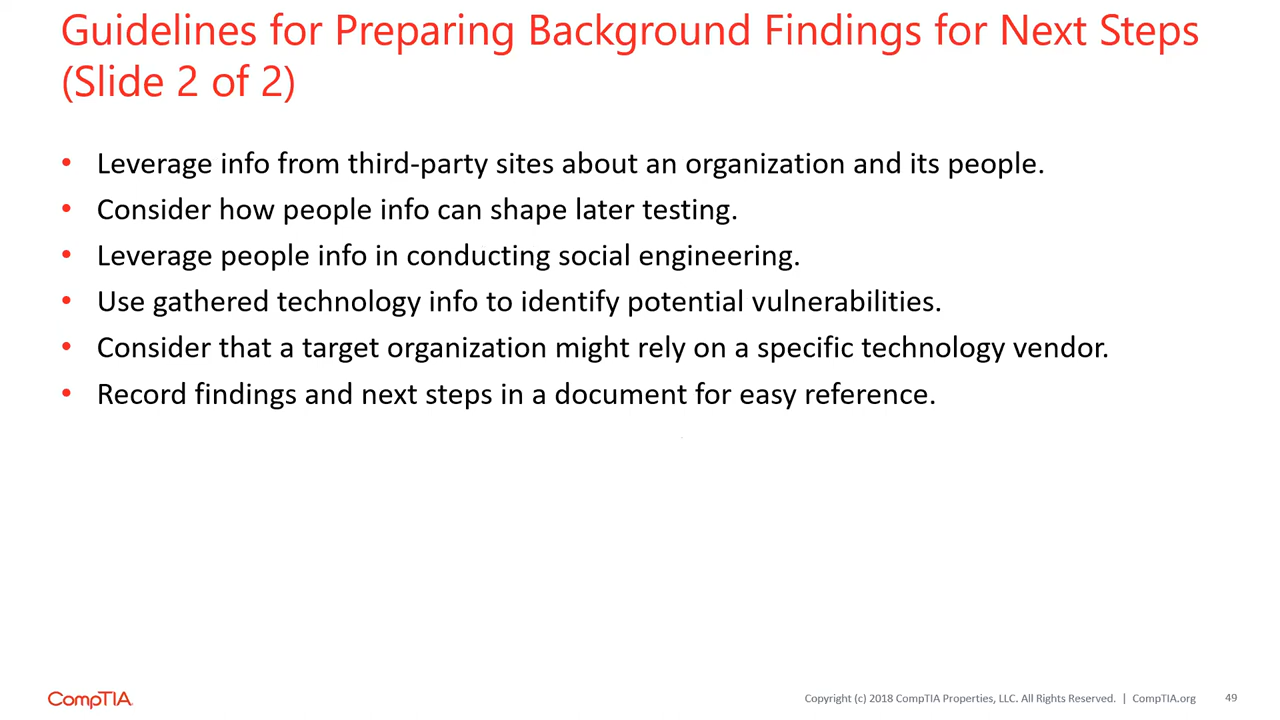 Guidelines for Preparing Background Findings for Next Steps
(Slide 2 of 2)
• Leverage info from third-party sites about an organization and its people.
• Consider how people info can shape later testing.
• Leverage people info in conducting social engineering.
• Use gathered technology info to identify potential vulnerabilities.
• Consider that a target organization might rely on a specific technology vendor.
• Record findings and next steps in a document for easy reference.
CompTIA.
Copyright (c) 2018 CompTIA Properties, LLC. All Rights Reserved. | CompTIA.org 49